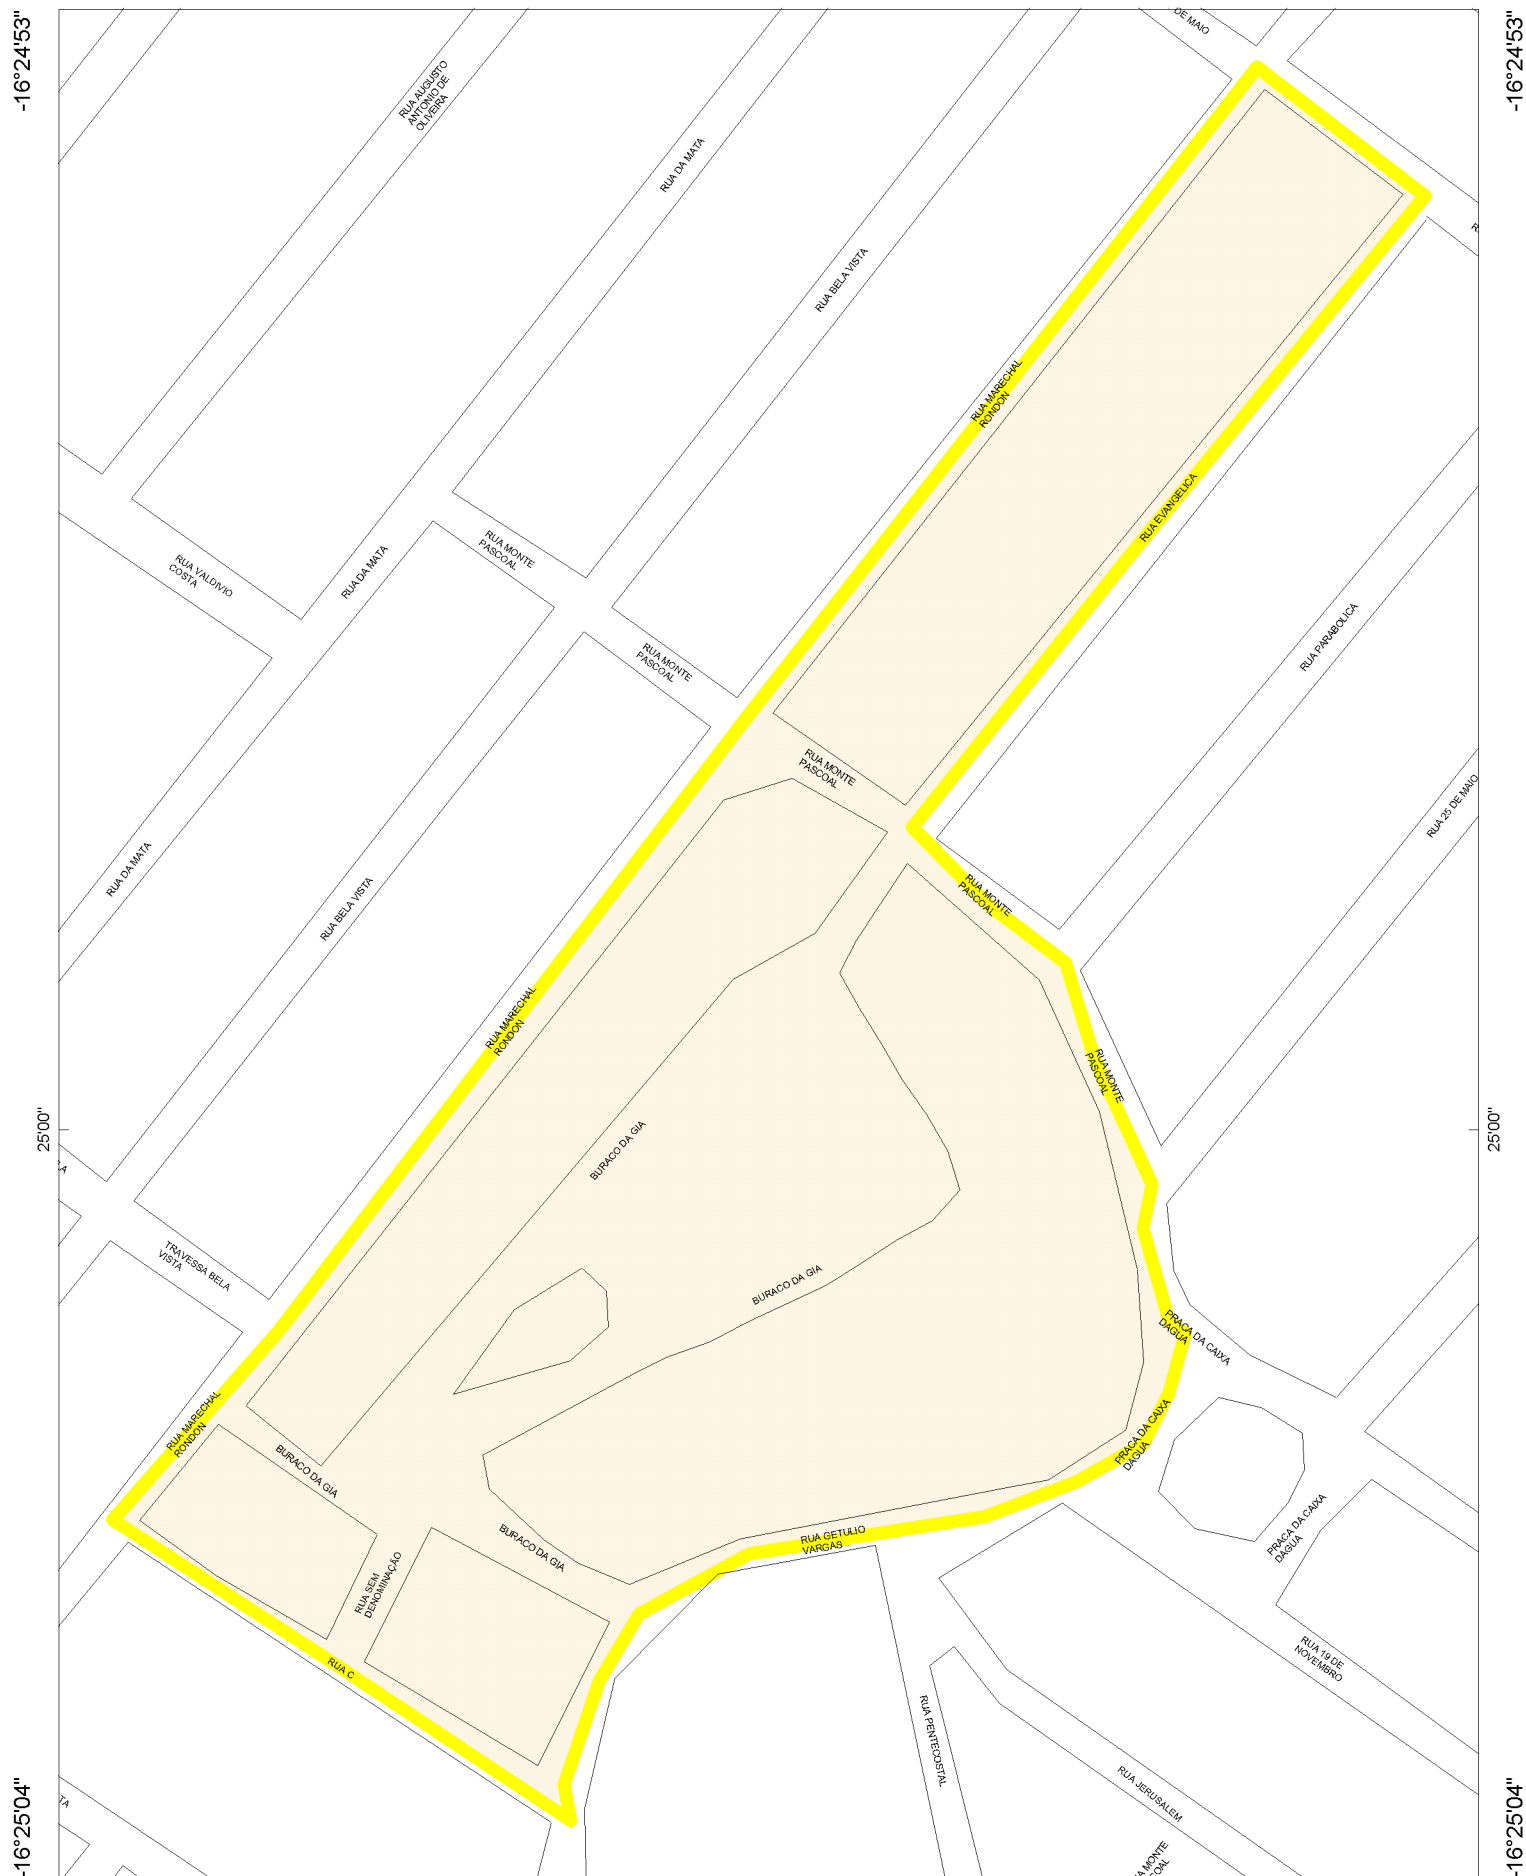 -16°24'53"
-16°24'53"
DE MAIO
RUA AUGUSTO
ANTONIO DE
OLIVEIRA
RUA DA MATA
RUA BELA VISTA
RUA MARECHAL
RONDON
RUA EVANGELICA
RUA MONTE
PASCOAL
RUA VALDIVIO
COSTA
RUA DA MATA
RUA MONTE
PASCOAL
RUA PARABOLICA
RUA MONTE
PASCOAL
RUA 25 DE MAIO
RUA DA MATA
RUA BELA VISTA
RUA MONTE
PASCOAL
RUA MARECHAL
RONDON
RUA MONTE
PASCOAL
25'00"
25'00"
BURACO DA GIA
TRAVESSA BELA
VISTA
BURACO DA GIA
PRACA DA CAIXA
DAGUA
RUA MARECHAL
RONDON
PRACA DA CAIXA
DAGUA
BURACO DA GIA
BURACO DA GIA
RUA GETULIO
VARGAS
PRACA DA CAIXA
DAGUA
RUA SEM
DENOMINAÇÃO
RUA C
RUA 19 DE
NOVEMBRO
RUA PENTECOSTAL
RUA JERUSALEM
TA
MONTE
-16°25'04"
-16°25'04"